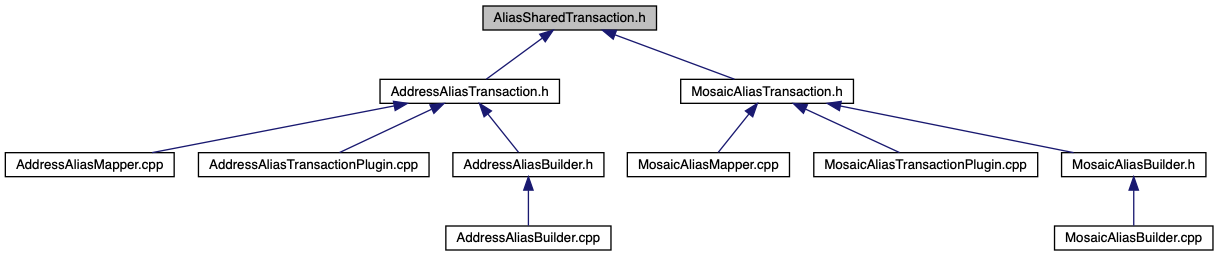 AliasSharedTransaction.h
AddressAliasTransaction.h
MosaicAliasTransaction.h
AddressAliasMapper.cpp
AddressAliasTransactionPlugin.cpp
AddressAliasBuilder.h
MosaicAliasMapper.cpp
MosaicAliasTransactionPlugin.cpp
MosaicAliasBuilder.h
AddressAliasBuilder.cpp
MosaicAliasBuilder.cpp